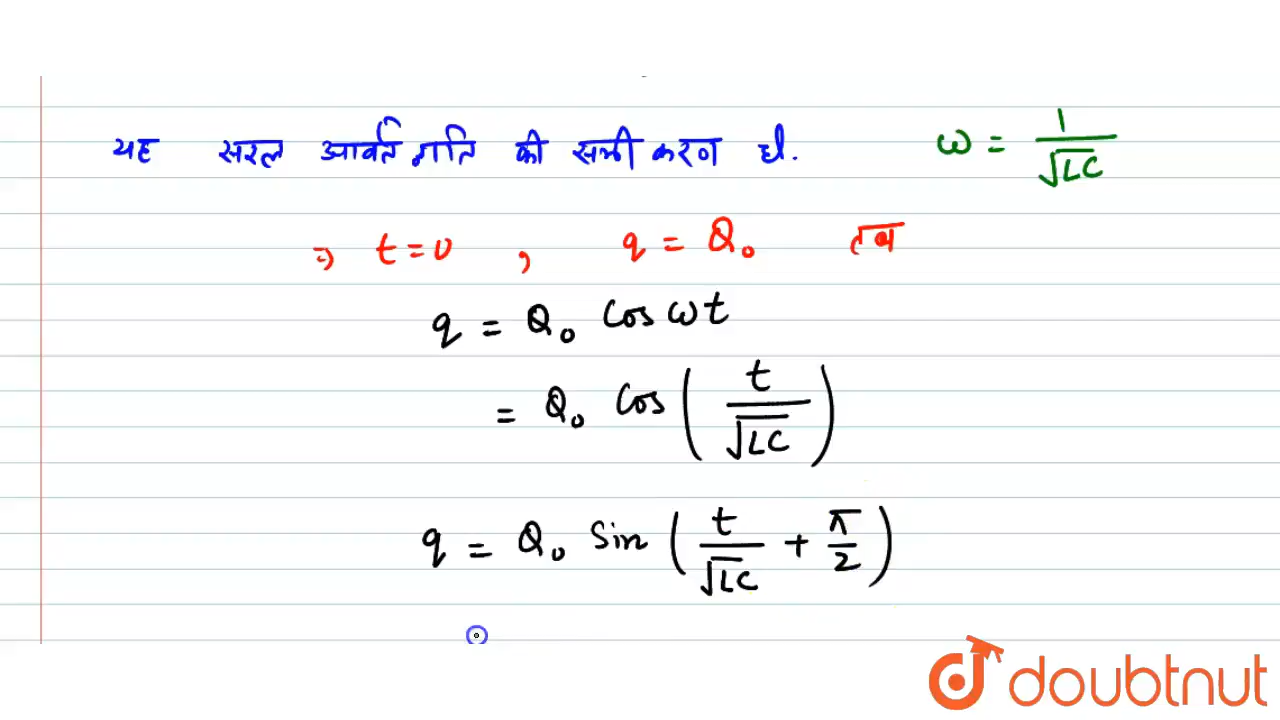 यह सरल आवर्त गति की समीकरण है. ω = 1/√LC
⇒ t = 0 , q = Q₀ तब
q = Q₀ Cos ωt
= Q₀ Cos ( t/√LC )
q = Q₀ Sin ( t/√LC + π/2 )
doubtnut